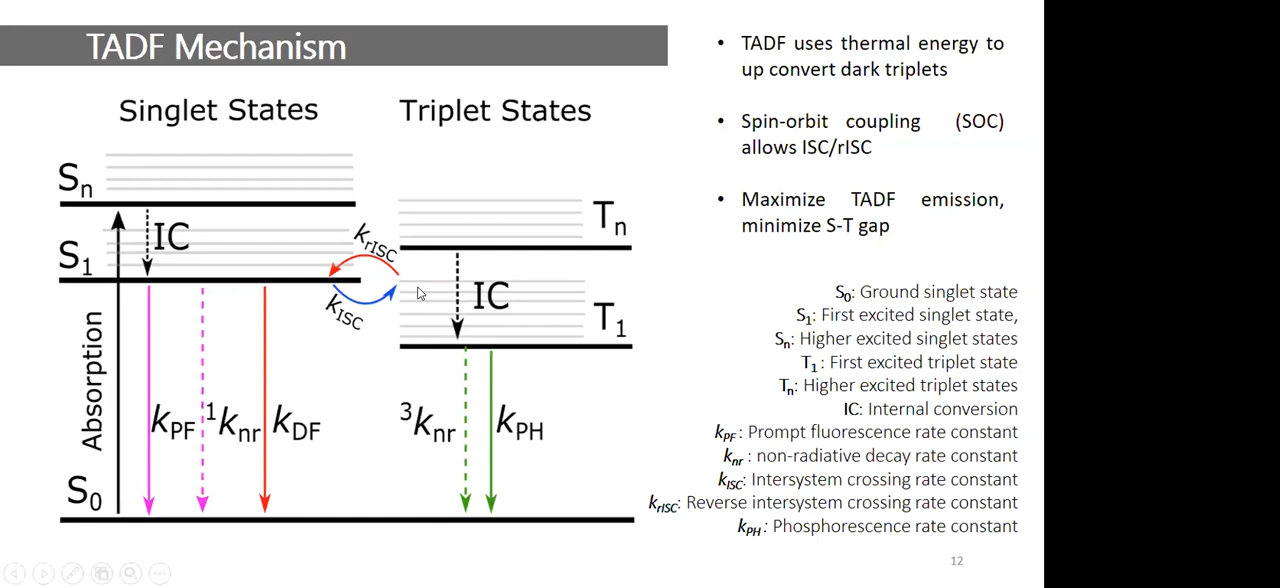 TADF Mechanism
Singlet States
Triplet States
Sn
S1
S0
Absorption
IC
krISC
kISC
Tn
IC
T1
kPF
1knr
kDF
3knr
kPH
• TADF uses thermal energy to
up convert dark triplets
• Spin-orbit coupling (SOC)
allows ISC/rISC
• Maximize TADF emission,
minimize S-T gap
S0: Ground singlet state
S1: First excited singlet state,
Sn: Higher excited singlet states
T1: First excited triplet state
Tn: Higher excited triplet states
IC: Internal conversion
kPF : Prompt fluorescence rate constant
knr : non-radiative decay rate constant
kISC: Intersystem crossing rate constant
krISC: Reverse intersystem crossing rate constant
kPH : Phosphorescence rate constant
12